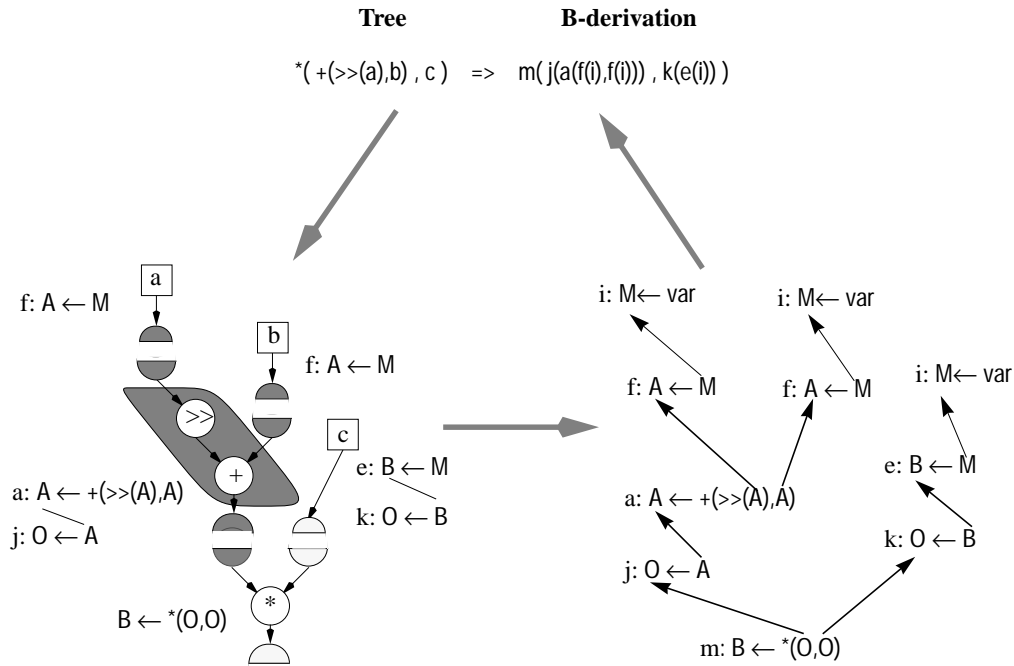 Tree B-derivation
*( +(>>(a),b) , c ) => m( j(a(f(i),f(i))) , k(e(i)) )
a
f: A ← M
b
f: A ← M
>>
c
+
e: B ← M
a: A ← +(>>(A),A)
k: O ← B
j: O ← A
*
B ← *(O,O)
i: M← var
i: M← var
f: A ← M
f: A ← M
i: M← var
e: B ← M
a: A ← +(>>(A),A)
k: O ← B
j: O ← A
m: B ← *(O,O)